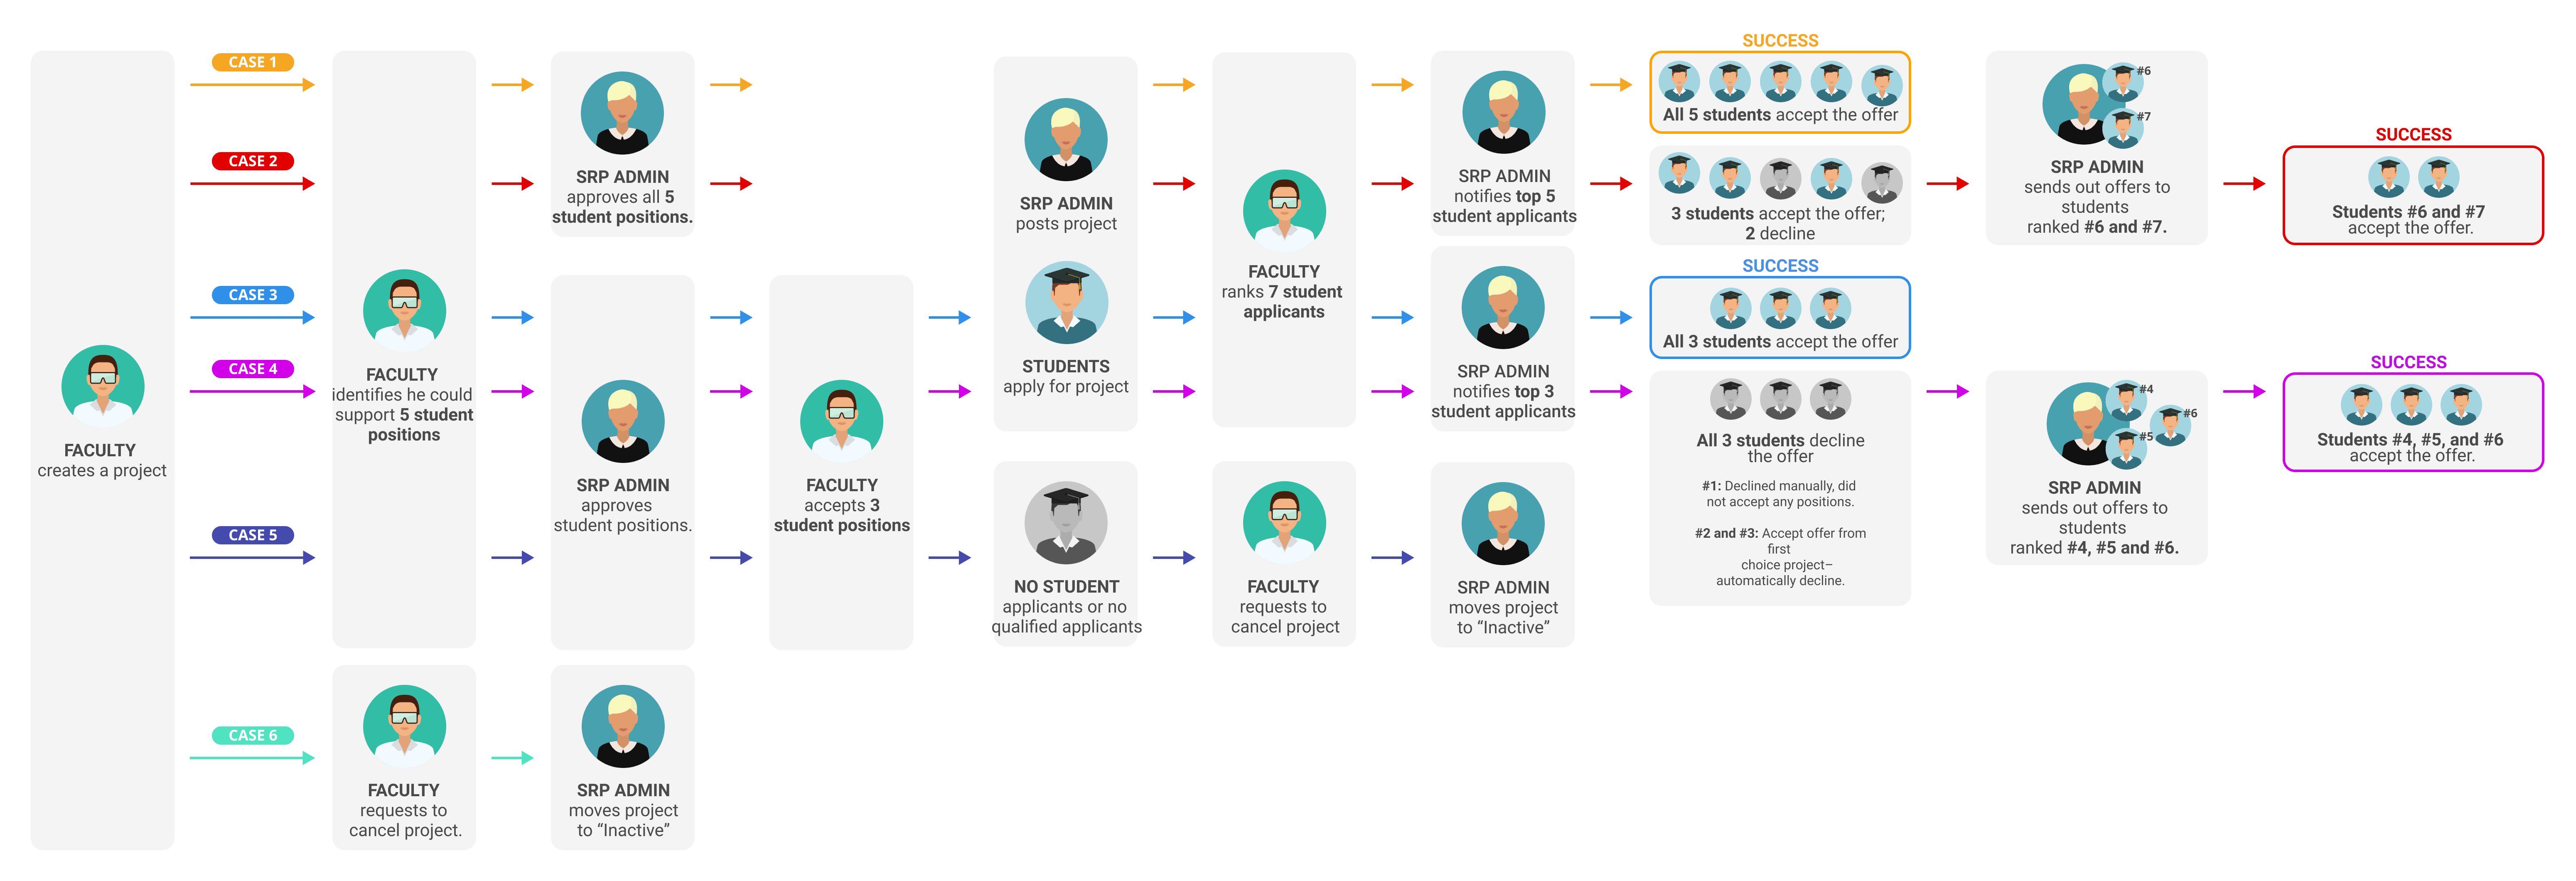 FACULTY
creates a project
CASE 1
CASE 2
CASE 3
CASE 4
CASE 5
CASE 6
FACULTY
identifies he could
support 5 student
positions
FACULTY
requests to
cancel project.
SRP ADMIN
approves all 5
student positions.
SRP ADMIN
approves
student positions.
SRP ADMIN
moves project
to “Inactive”
FACULTY
accepts 3
student positions
SRP ADMIN
posts project
STUDENTS
apply for project
NO STUDENT
applicants or no
qualified applicants
FACULTY
ranks 7 student
applicants
FACULTY
requests to
cancel project
SRP ADMIN
notifies top 5
student applicants
SRP ADMIN
notifies top 3
student applicants
SRP ADMIN
moves project
to “Inactive”
SUCCESS
All 5 students accept the offer
3 students accept the offer;
2 decline
SUCCESS
All 3 students accept the offer
All 3 students decline
the offer
#1: Declined manually, did
not accept any positions.
#2 and #3: Accept offer from
first
choice project–
automatically decline.
#6
#7
SRP ADMIN
sends out offers to
students
ranked #6 and #7.
#4
#6
#5
SRP ADMIN
sends out offers to
students
ranked #4, #5 and #6.
SUCCESS
Students #6 and #7
accept the offer.
SUCCESS
Students #4, #5, and #6
accept the offer.